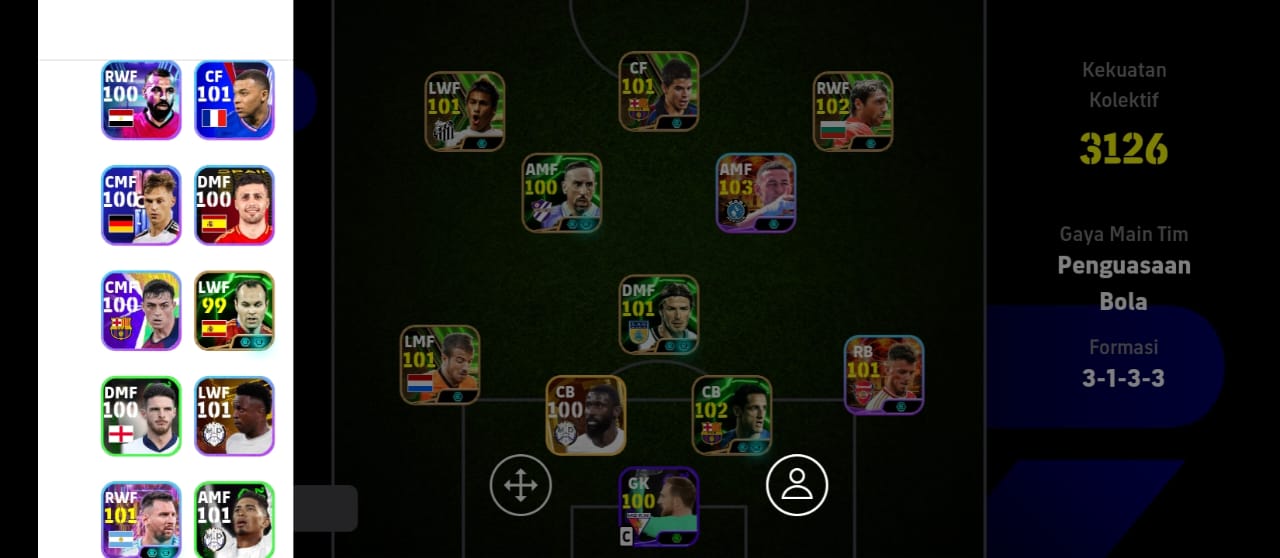 RWF
100
CF
101
CMF
100
DMF
100
CMF
100
LWF
99
DMF
100
LWF
101
RWF
101
AMF
101
LWF
101
CF
101
RWF
102
AMF
100
AMF
103
DMF
101
LMF
101
CB
100
CB
102
RB
101
GK
100
C
Kekuatan
Kolektif
3126
Gaya Main Tim
Penguasaan
Bola
Formasi
3-1-3-3